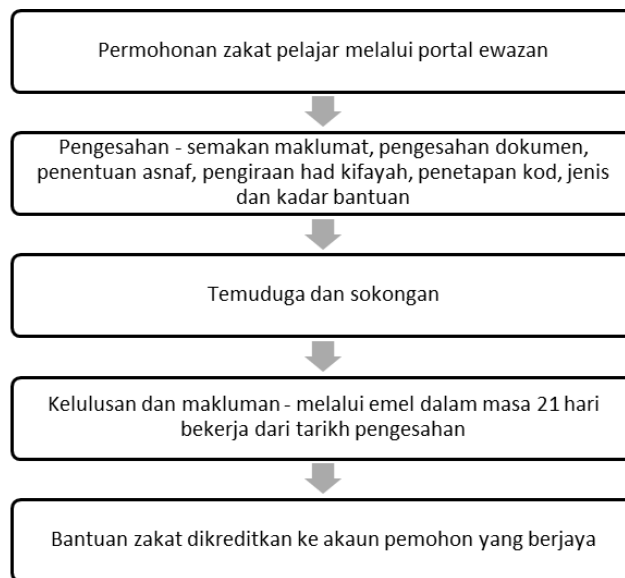 Permohonan zakat pelajar melalui portal ewazan
Pengesahan - semakan maklumat, pengesahan dokumen,
penentuan asnaf, pengiraan had kifayah, penetapan kod, jenis
dan kadar bantuan
Temuduga dan sokongan
Kelulusan dan makluman - melalui emel dalam masa 21 hari
bekerja dari tarikh pengesahan
Bantuan zakat dikreditkan ke akaun pemohon yang berjaya